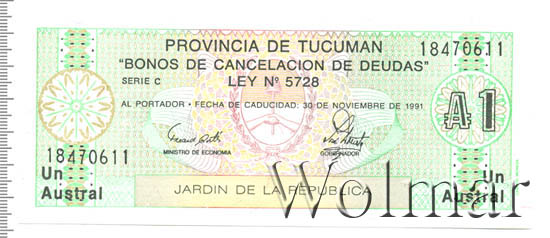 PROVINCIA DE TUCUMAN
18470611
"BONOS DE CANCELACION DE DEUDAS"
SERIE C
LEY Nº 5728
AL PORTADOR • FECHA DE CADUCIDAD: 30 DE NOVIEMBRE DE 1991
A1
18470611
MINISTRO DE ECONOMIA
GOBERNADOR
Un Austral
JARDIN DE LA REPUBLICA
Un Austral
Wolmar